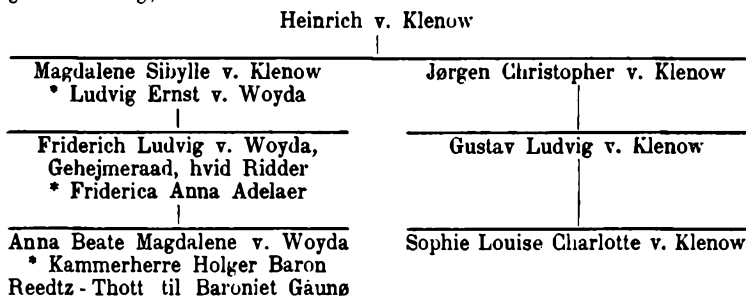 Heinrich v. Klenow
Magdalene Sibylle v. Klenow
* Ludvig Ernst v. Woyda
Jørgen Christopher v. Klenow
Friderich Ludvig v. Woyda,
Gehejmeraad, hvid Ridder
* Friderica Anna Adelaer
Gustav Ludvig v. Klenow
Anna Beate Magdalene v. Woyda
* Kammerherre Holger Baron
Reedtz-Thott til Baroniet Gaunø
Sophie Louise Charlotte v. Klenow